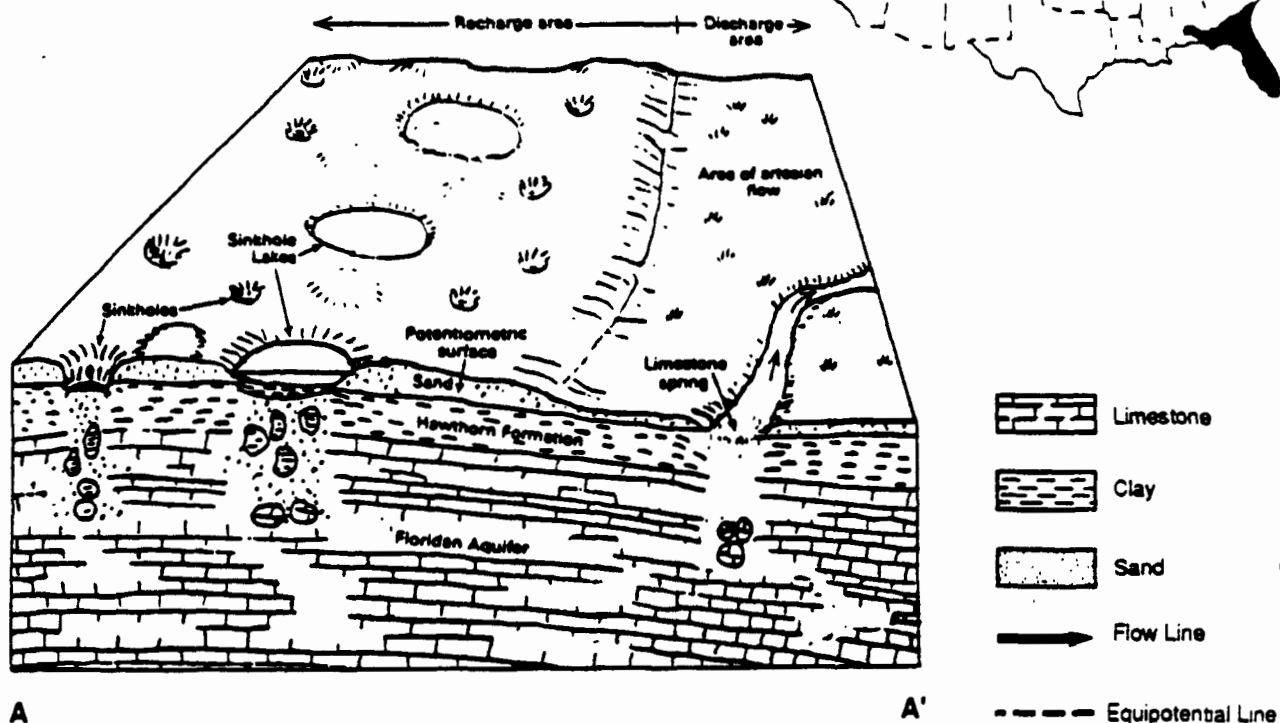 Recharge area
Discharge
area
Area of artesian
flow
Sinkhole
Lakes
Sinkholes
Potentiometric
surface
Sand
Limestone
spring
Hawthorn Formation
Floridan Aquifer
Limestone
Clay
Sand
Flow Line
Equipotential Line
A
A'